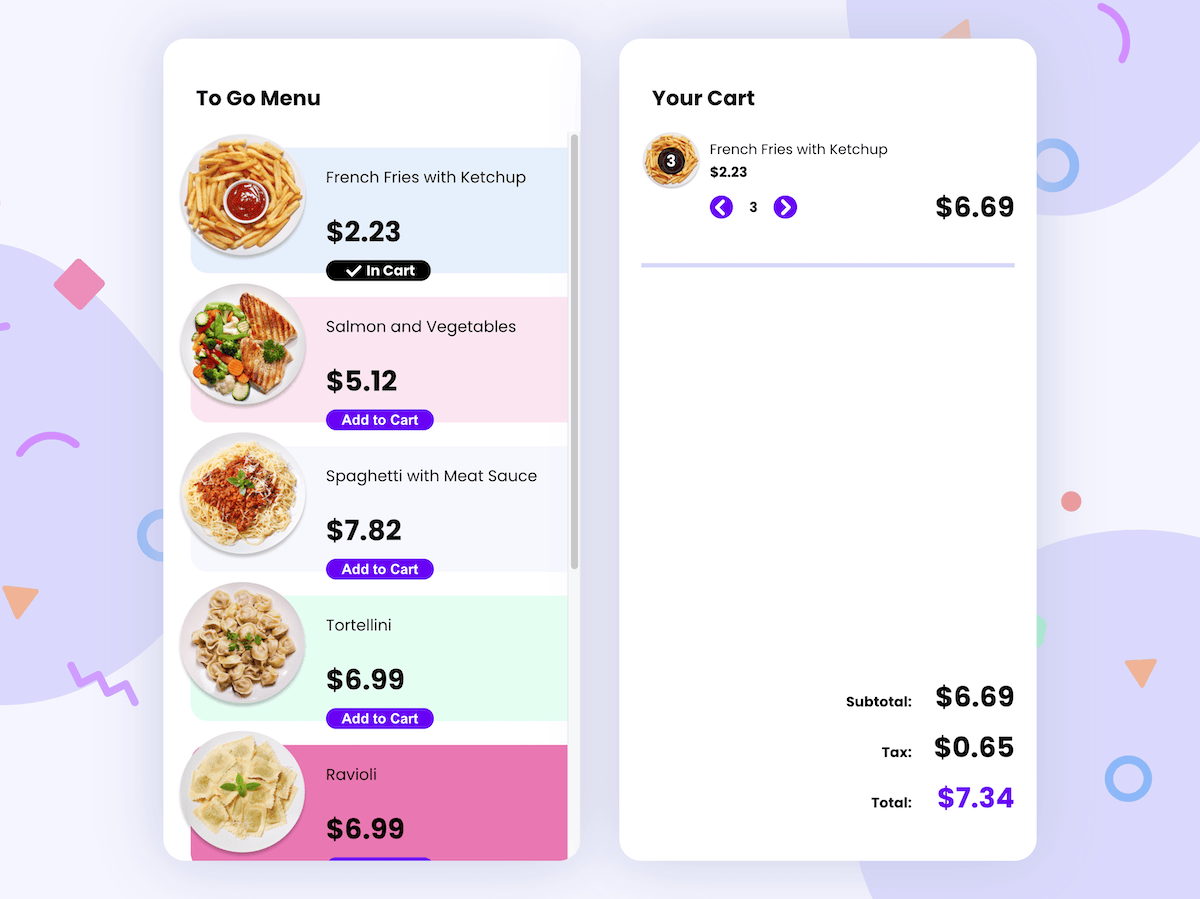 To Go Menu
French Fries with Ketchup
$2.23
In Cart
Salmon and Vegetables
$5.12
Add to Cart
Spaghetti with Meat Sauce
$7.82
Add to Cart
Tortellini
$6.99
Add to Cart
Ravioli
$6.99
Your Cart
3
French Fries with Ketchup
$2.23
3
$6.69
Subtotal: $6.69
Tax: $0.65
Total: $7.34